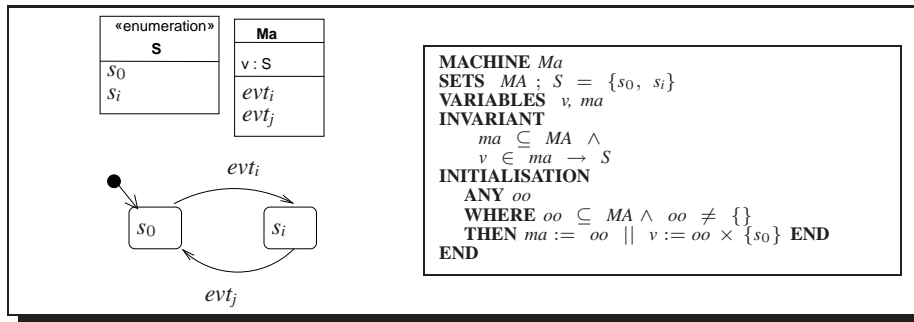 «enumeration»
S
s₀
sᵢ
Ma
v : S
evtᵢ
evtⱼ
evtᵢ
s₀
sᵢ
evtⱼ
MACHINE Ma
SETS MA ; S = {s₀, sᵢ}
VARIABLES v, ma
INVARIANT
ma ⊆ MA ∧
v ∈ ma → S
INITIALISATION
ANY oo
WHERE oo ⊆ MA ∧ oo ≠ {}
THEN ma := oo || v := oo × {s₀} END
END